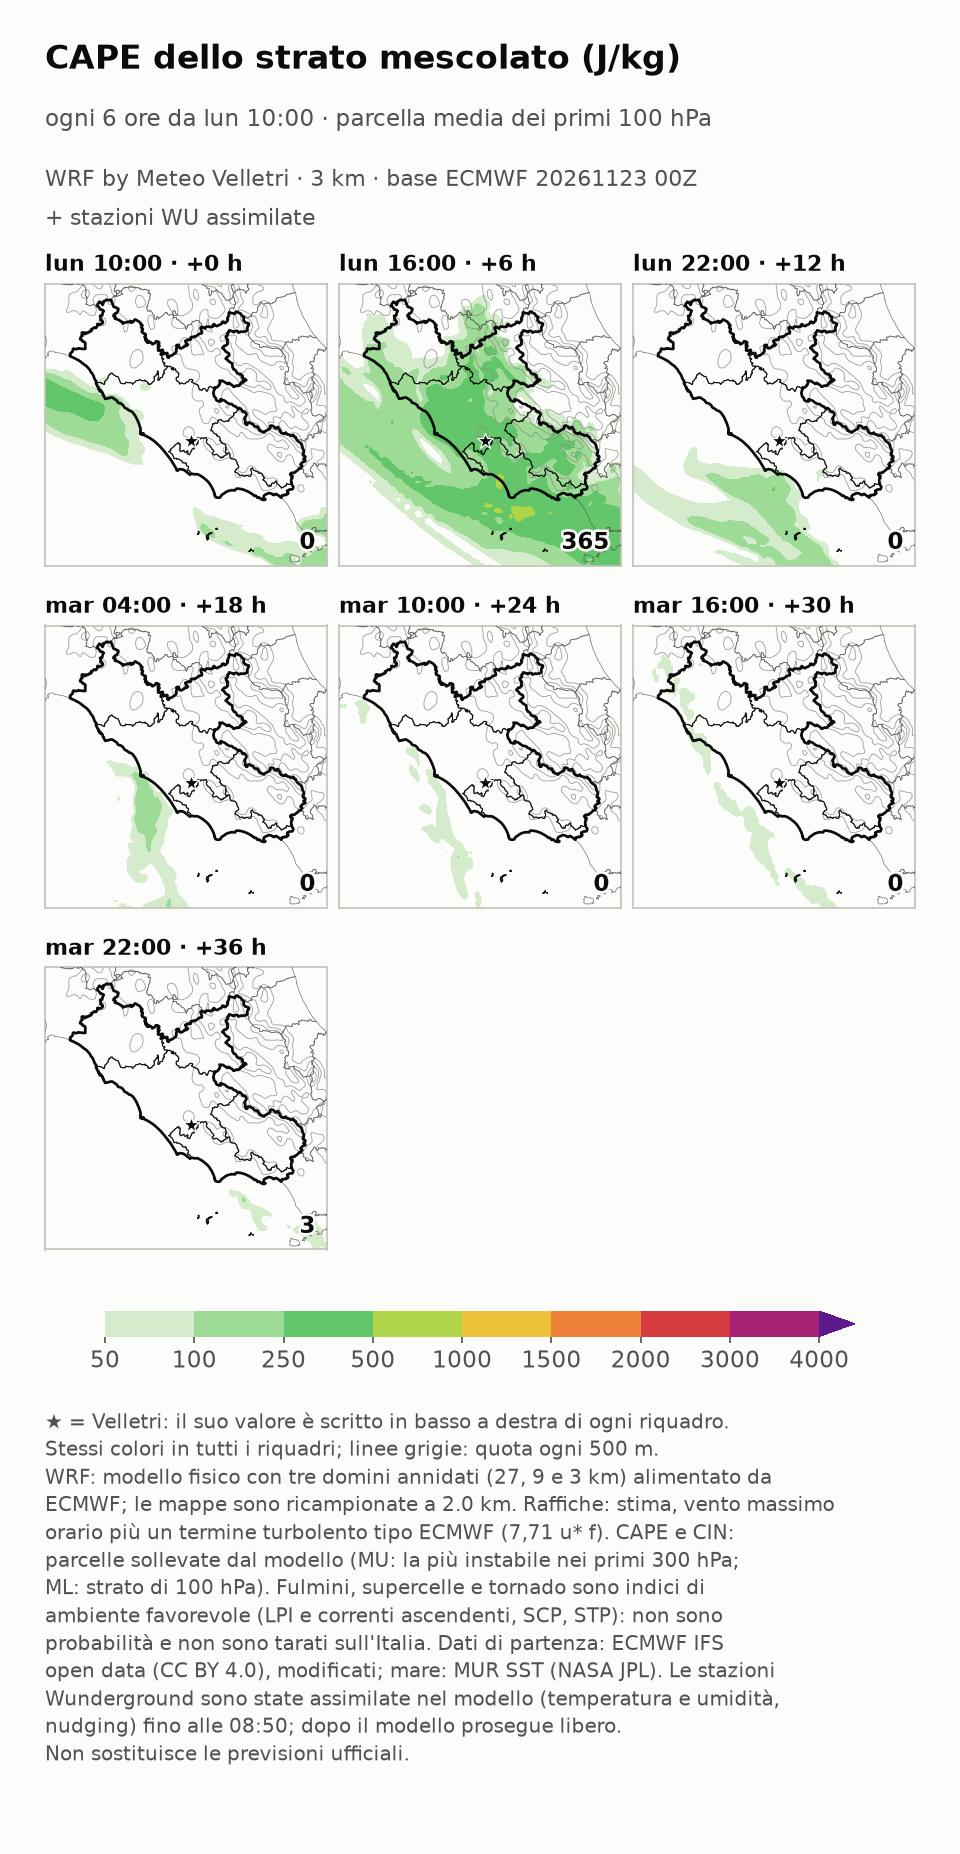 CAPE dello strato mescolato (J/kg)
ogni 6 ore da lun 10:00 · parcella media dei primi 100 hPa
WRF by Meteo Velletri · 3 km · base ECMWF 20261123 00Z
+ stazioni WU assimilate
lun 10:00 · +0 h
lun 16:00 · +6 h
lun 22:00 · +12 h
0
365
0
mar 04:00 · +18 h
mar 10:00 · +24 h
mar 16:00 · +30 h
0
0
0
mar 22:00 · +36 h
3
50 100 250 500 1000 1500 2000 3000 4000
★ = Velletri: il suo valore è scritto in basso a destra di ogni riquadro.
Stessi colori in tutti i riquadri; linee grigie: quota ogni 500 m.
WRF: modello fisico con tre domini annidati (27, 9 e 3 km) alimentato da
ECMWF; le mappe sono ricampionate a 2.0 km. Raffiche: stima, vento massimo
orario più un termine turbolento tipo ECMWF (7,71 u* f). CAPE e CIN:
parcelle sollevate dal modello (MU: la più instabile nei primi 300 hPa;
ML: strato di 100 hPa). Fulmini, supercelle e tornado sono indici di
ambiente favorevole (LPI e correnti ascendenti, SCP, STP): non sono
probabilità e non sono tarati sull'Italia. Dati di partenza: ECMWF IFS
open data (CC BY 4.0), modificati; mare: MUR SST (NASA JPL). Le stazioni
Wunderground sono state assimilate nel modello (temperatura e umidità,
nudging) fino alle 08:50; dopo il modello prosegue libero.
Non sostituisce le previsioni ufficiali.